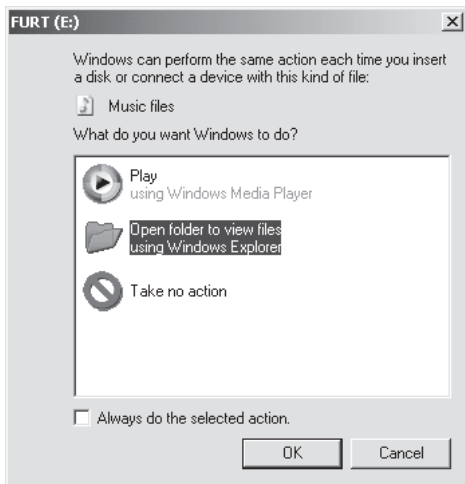 FURT (E:)
Windows can perform the same action each time you insert
a disk or connect a device with this kind of file:
Music files
What do you want Windows to do?
Play
using Windows Media Player
Open folder to view files
using Windows Explorer
Take no action
Always do the selected action.
OK
Cancel